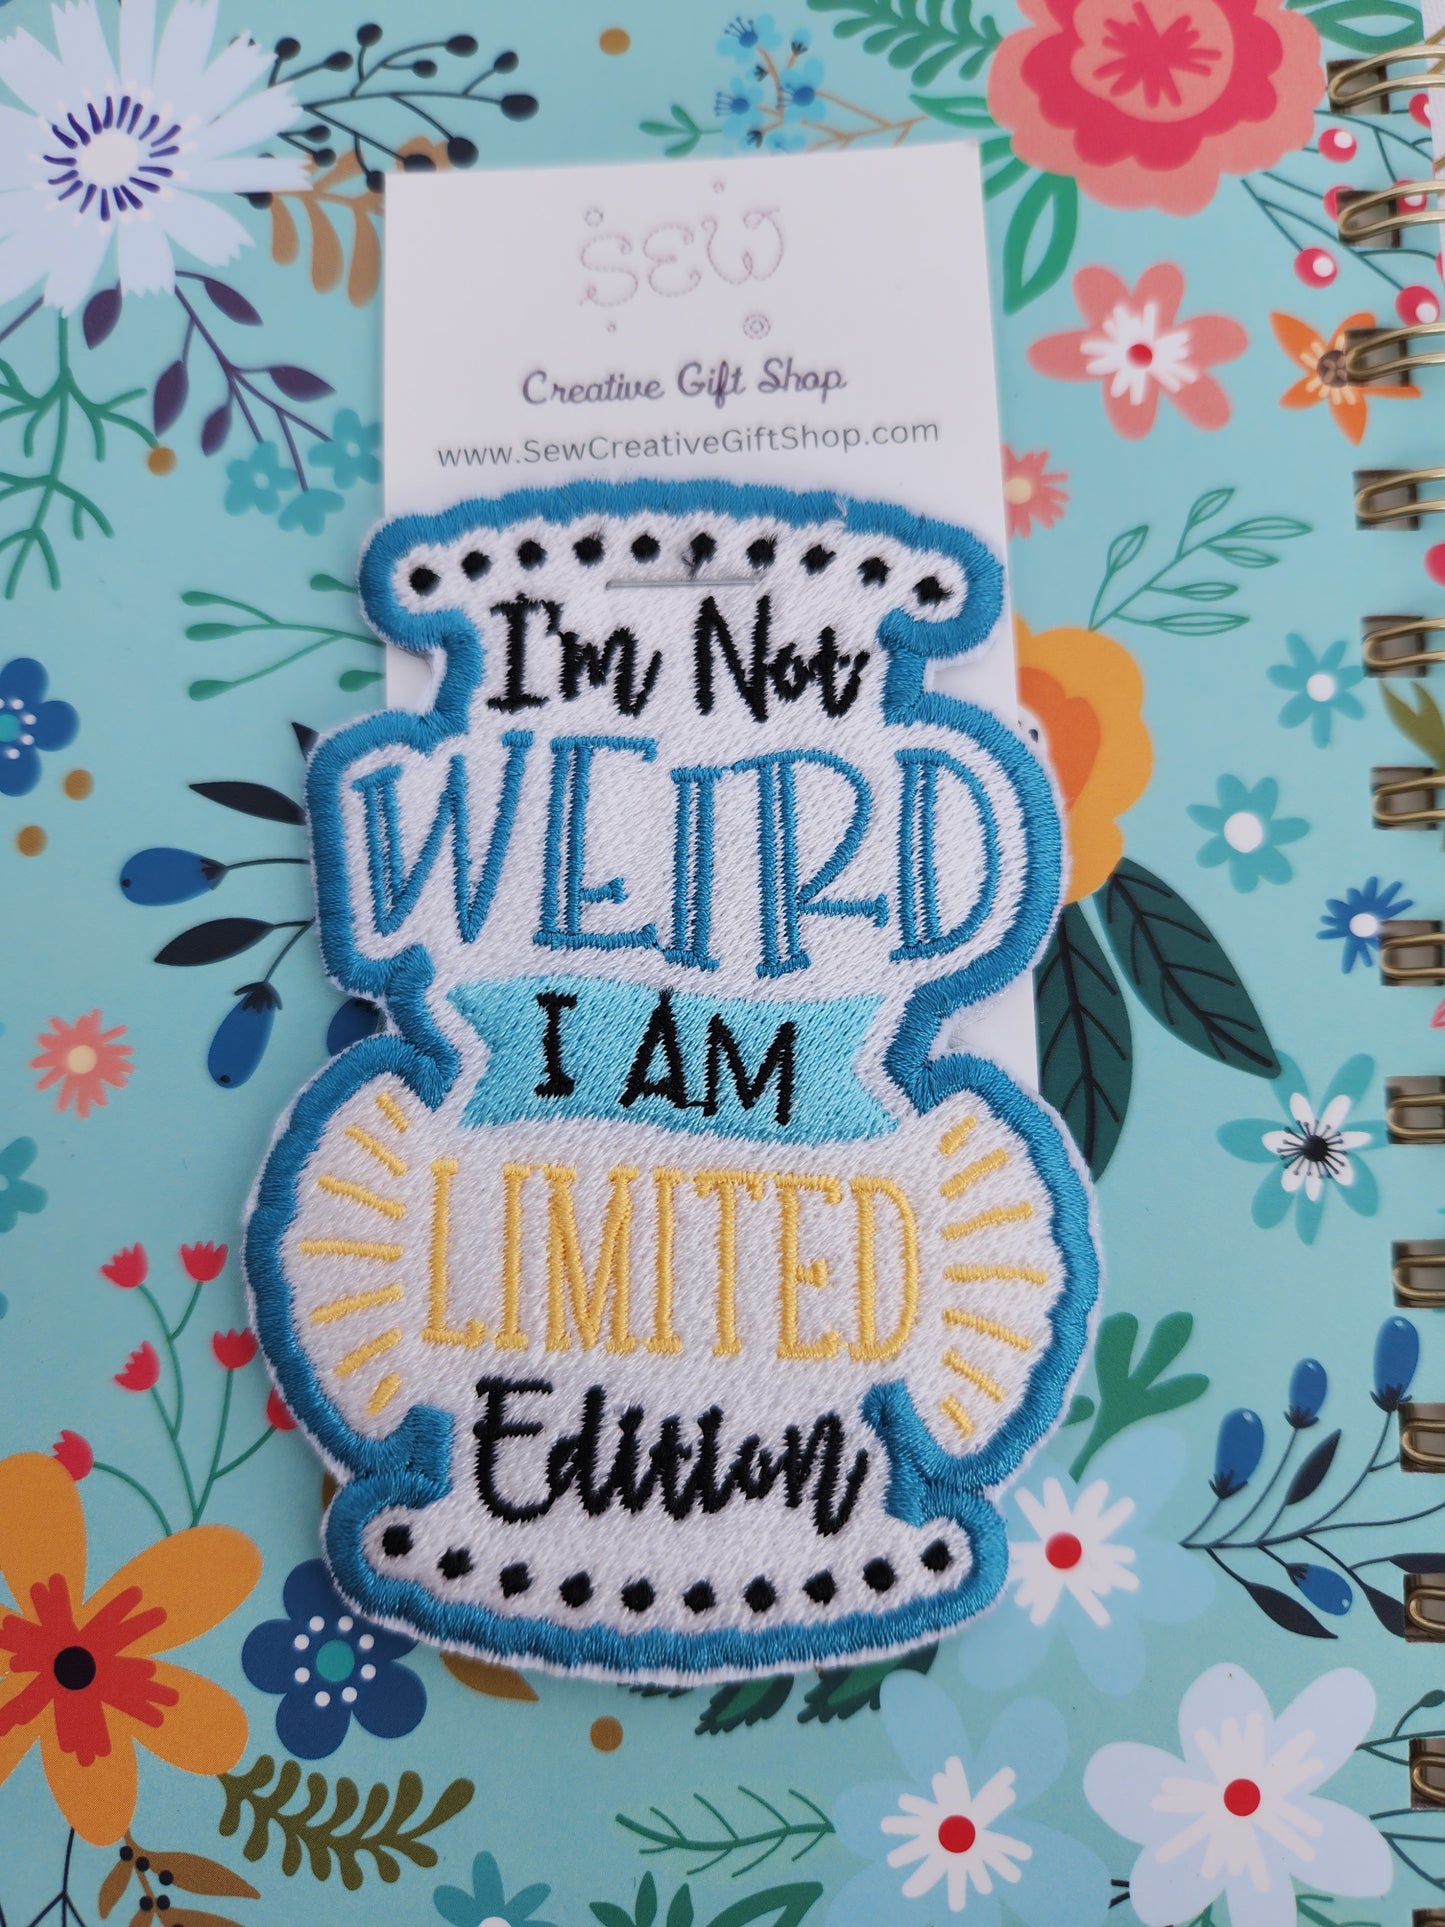 SEW
Creative Gift Shop
www.SewCreativeGiftShop.com
I'm Not
WEIRD
I AM
LIMITED
Edition